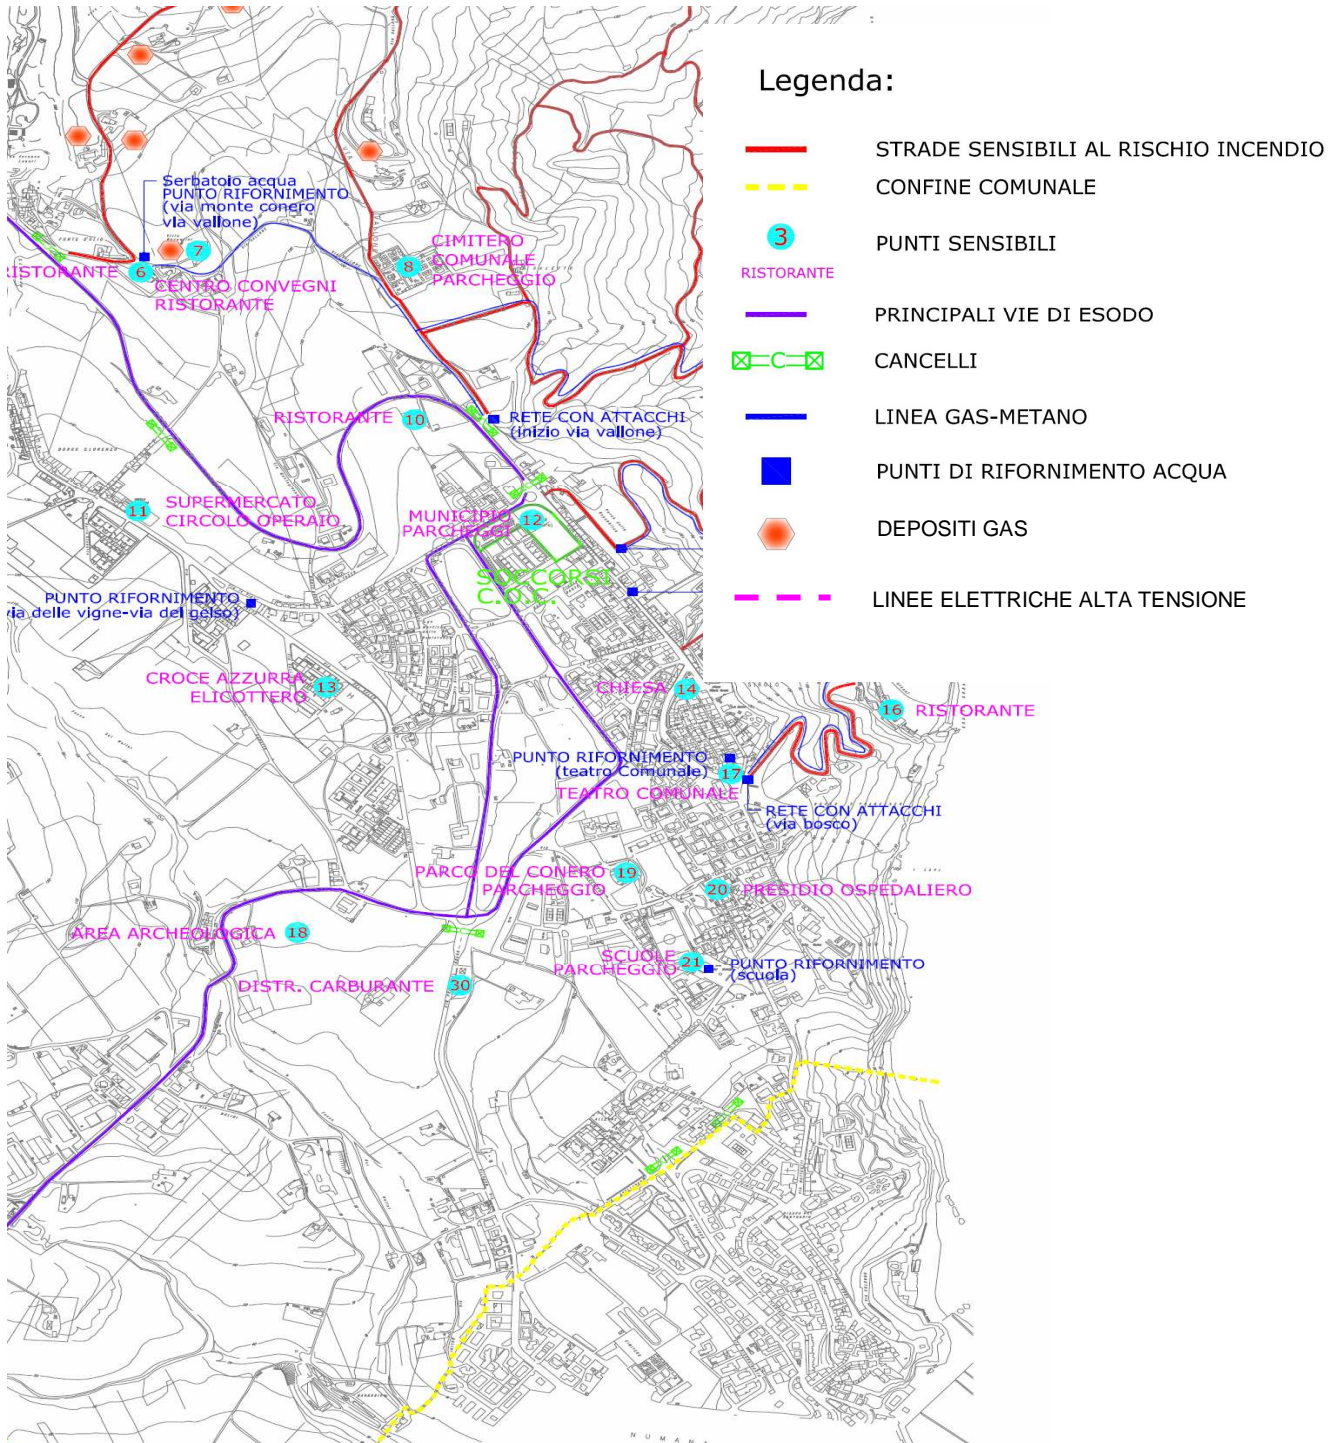 Legenda:
STRADE SENSIBILI AL RISCHIO INCENDIO
CONFINE COMUNALE
3
PUNTI SENSIBILI
RISTORANTE
PRINCIPALI VIE DI ESODO
C
CANCELLI
LINEA GAS-METANO
PUNTI DI RIFORNIMENTO ACQUA
DEPOSITI GAS
LINEE ELETTRICHE ALTA TENSIONE
Serbatoio acqua
PUNTO RIFORNIMENTO
(via monte conero
via vallone)
7
6
RISTORANTE
CENTRO CONVEGNI
RISTORANTE
8
CIMITERO
COMUNALE
PARCHEGGIO
RISTORANTE
10
RETE CON ATTACCHI
(inizio via vallone)
11
SUPERMERCATO
CIRCOLO OPERAIO
MUNICIPIO
PARCHEGGI
12
SOCCORSI
C.O.C.
PUNTO RIFORNIMENTO
via delle vigne-via del gelso)
CROCE AZZURRA
ELICOTTERO
13
H
CHIESA
14
16
RISTORANTE
PUNTO RIFORNIMENTO
(teatro Comunale)
17
TEATRO COMUNALE
RETE CON ATTACCHI
(via bosco)
PARCO DEL CONERO
PARCHEGGIO
19
20
PRESIDIO OSPEDALIERO
AREA ARCHEOLOGICA
18
SCUOLE
PARCHEGGIO
21
PUNTO RIFORNIMENTO
(scuola)
DISTR. CARBURANTE
30
NUMANA